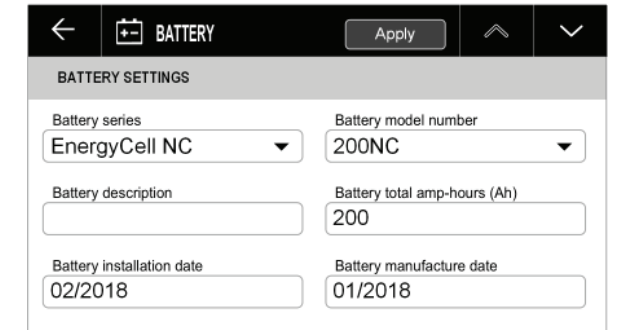 BATTERY
Apply
BATTERY SETTINGS
Battery series
Battery model number
EnergyCell NC
200NC
Battery description
Battery total amp-hours (Ah)
200
Battery installation date
Battery manufacture date
02/2018
01/2018